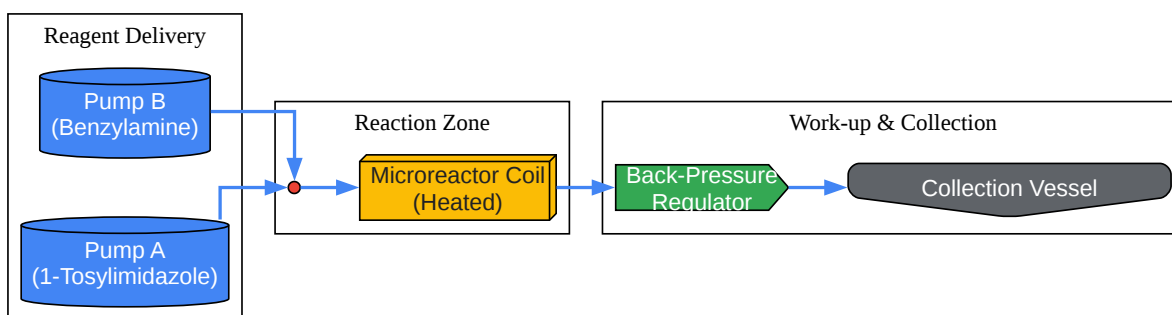 Reagent Delivery
Pump B
(Benzylamine)
Pump A
(1-Tosylimidazole)
Reaction Zone
Microreactor Coil
(Heated)
Work-up & Collection
Back-Pressure
Regulator
Collection Vessel